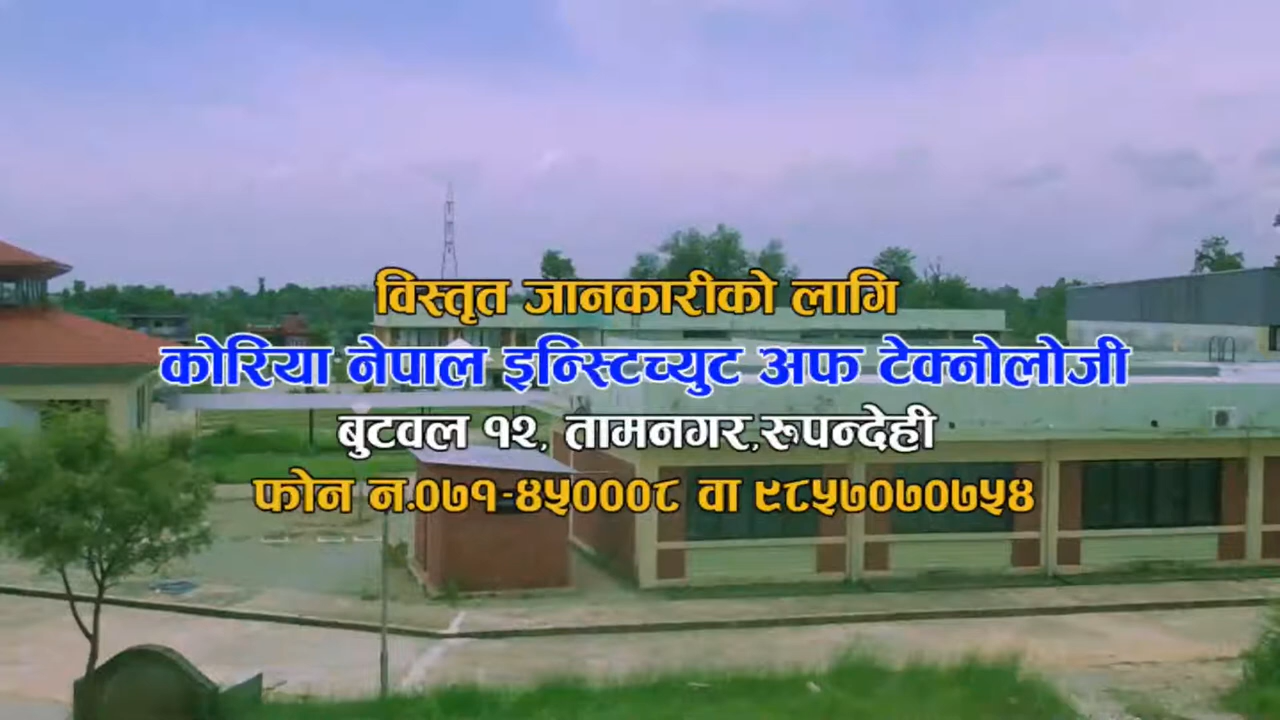 विस्तृत जानकारीको लागि
कोरिया नेपाल इन्स्टिच्युट अफ टेक्नोलोजी
बुटवल १२, तामनगर,रूपन्देही
फोन न.०७१-४५०००८ वा ९८५७०७०७५४